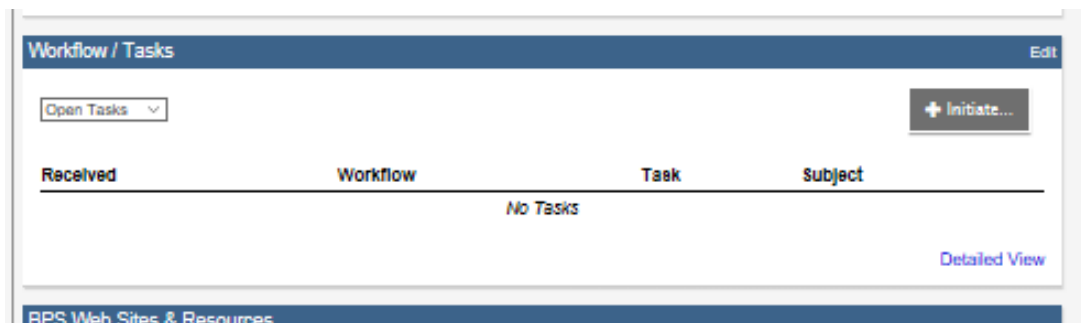 Workflow / Tasks Edit
Open Tasks + Initiate...
Received Workflow Task Subject
No Tasks
Detailed View
BPS Web Sites & Resources